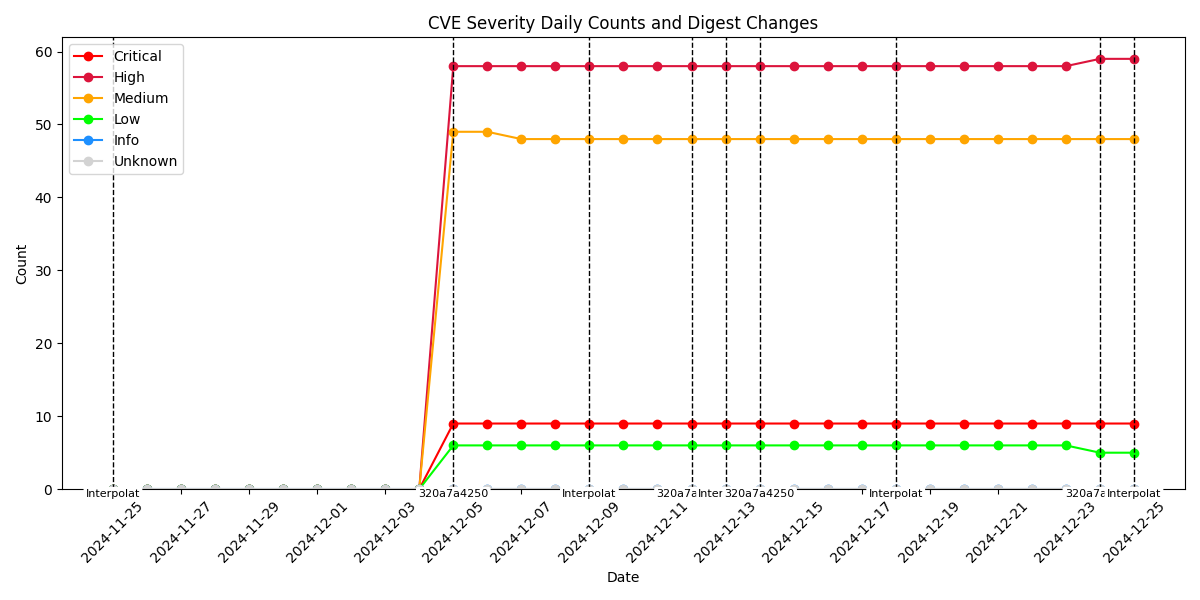 CVE Severity Daily Counts and Digest Changes
Critical
High
Medium
Low
Info
Unknown
Count
60
50
40
30
20
10
0
Interpolat
320a7a4250
Interpolat
320a7a
Inter
320a7a4250
Interpolat
320a7a
Interpolat
2024-11-25
2024-11-27
2024-11-29
2024-12-01
2024-12-03
2024-12-05
2024-12-07
2024-12-09
2024-12-11
2024-12-13
2024-12-15
2024-12-17
2024-12-19
2024-12-21
2024-12-23
2024-12-25
Date